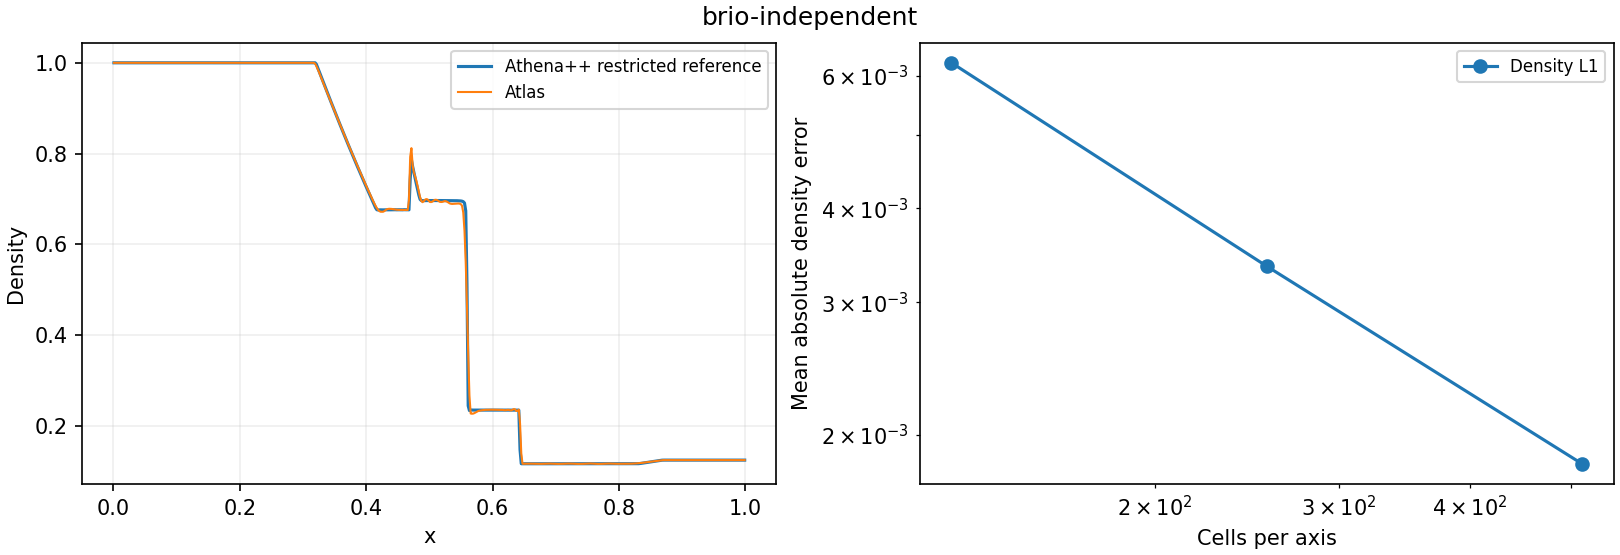 brio-independent
Density
1.0
0.8
0.6
0.4
0.2
0.0
0.2
0.4
0.6
0.8
1.0
x
Athena++ restricted reference
Atlas
Mean absolute density error
6 × 10⁻³
4 × 10⁻³
3 × 10⁻³
2 × 10⁻³
2 × 10²
3 × 10²
4 × 10²
Cells per axis
Density L1